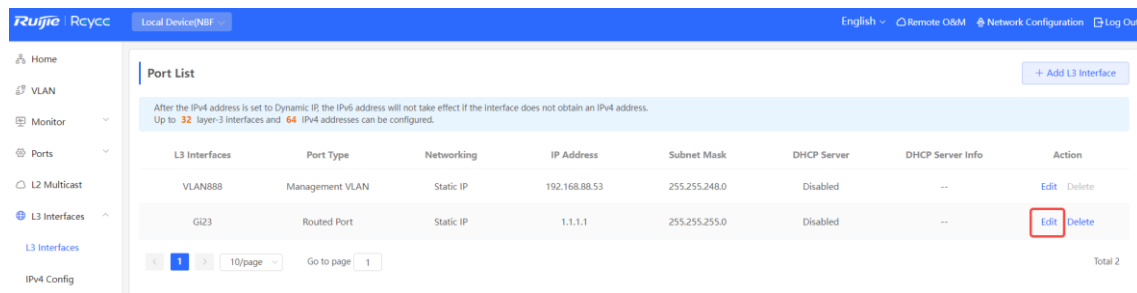 Ruijie | Rcycc Local Device(NBF English Remote O&M Network Configuration Log Out
Home
VLAN
Monitor
Ports
L2 Multicast
L3 Interfaces
L3 Interfaces
IPv4 Config
Port List + Add L3 Interface
After the IPv4 address is set to Dynamic IP, the IPv6 address will not take effect if the interface does not obtain an IPv4 address.
Up to 32 layer-3 interfaces and 64 IPv4 addresses can be configured.
L3 Interfaces Port Type Networking IP Address Subnet Mask DHCP Server DHCP Server Info Action
VLAN888 Management VLAN Static IP 192.168.88.53 255.255.248.0 Disabled -- Edit Delete
Gi23 Routed Port Static IP 1.1.1.1 255.255.255.0 Disabled -- Edit Delete
< 1 > 10/page Go to page 1 Total 2